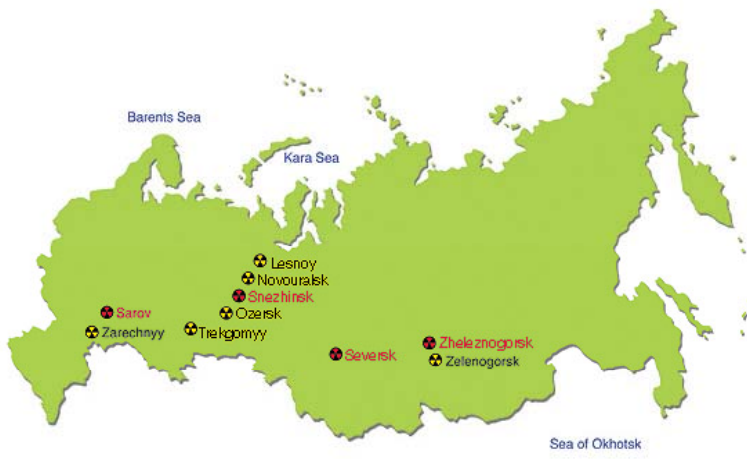 Barents Sea
Kara Sea
Lesnoy
Novouralsk
Snezhinsk
Sarov
Ozersk
Zarechnyy
Trekgornyy
Zheleznogorsk
Seversk
Zelenogorsk
Sea of Okhotsk